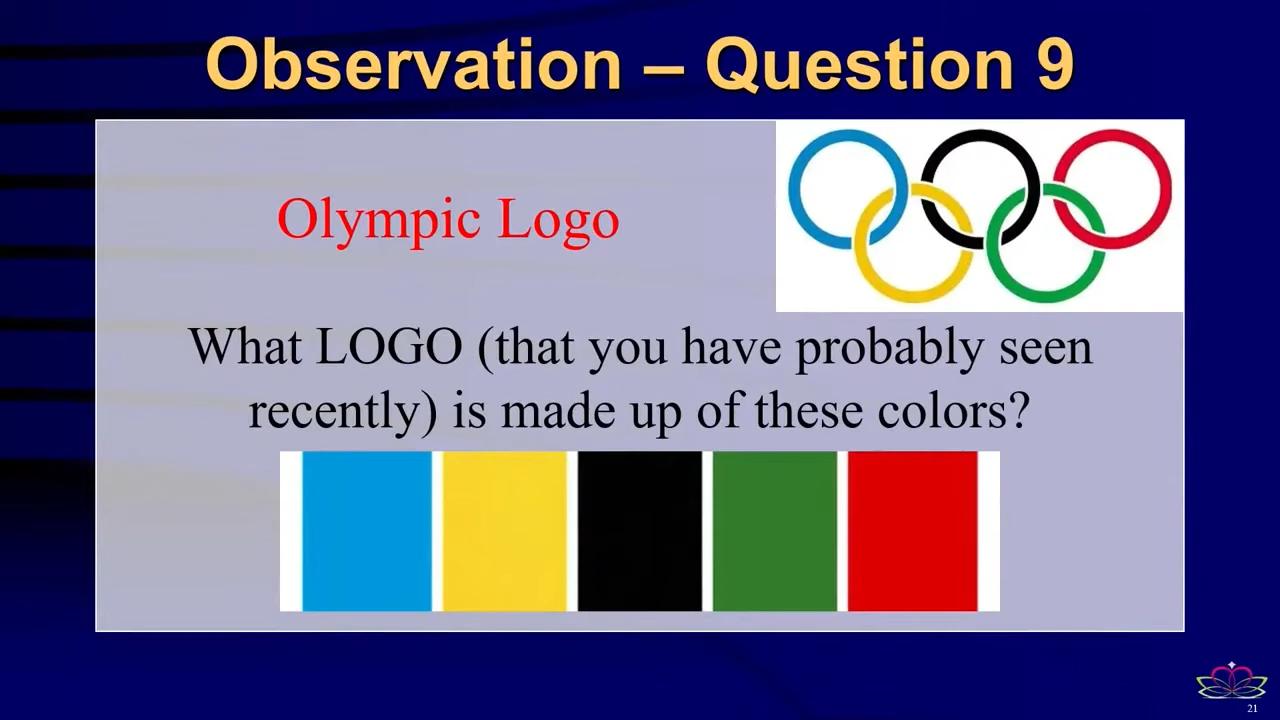 Observation – Question 9
Olympic Logo
What LOGO (that you have probably seen
recently) is made up of these colors?
21